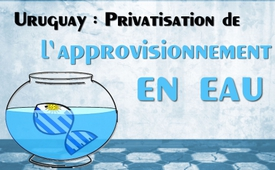 Uruguay : Privatisation de
l'approvisionnement
en eau